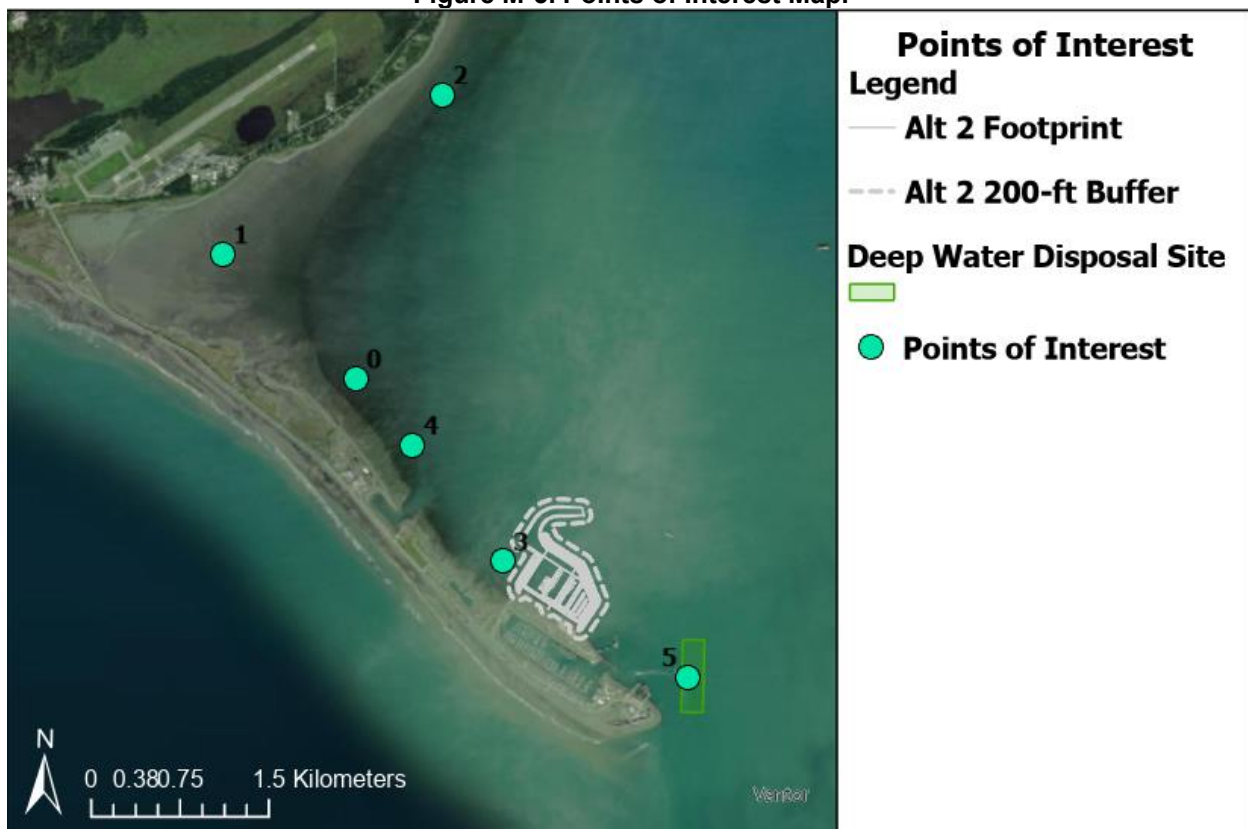 Points of Interest
Legend
Alt 2 Footprint
Alt 2 200-ft Buffer
Deep Water Disposal Site
Points of Interest
2
1
0
4
3
5
N
0 0.380.75 1.5 Kilometers
Vantor